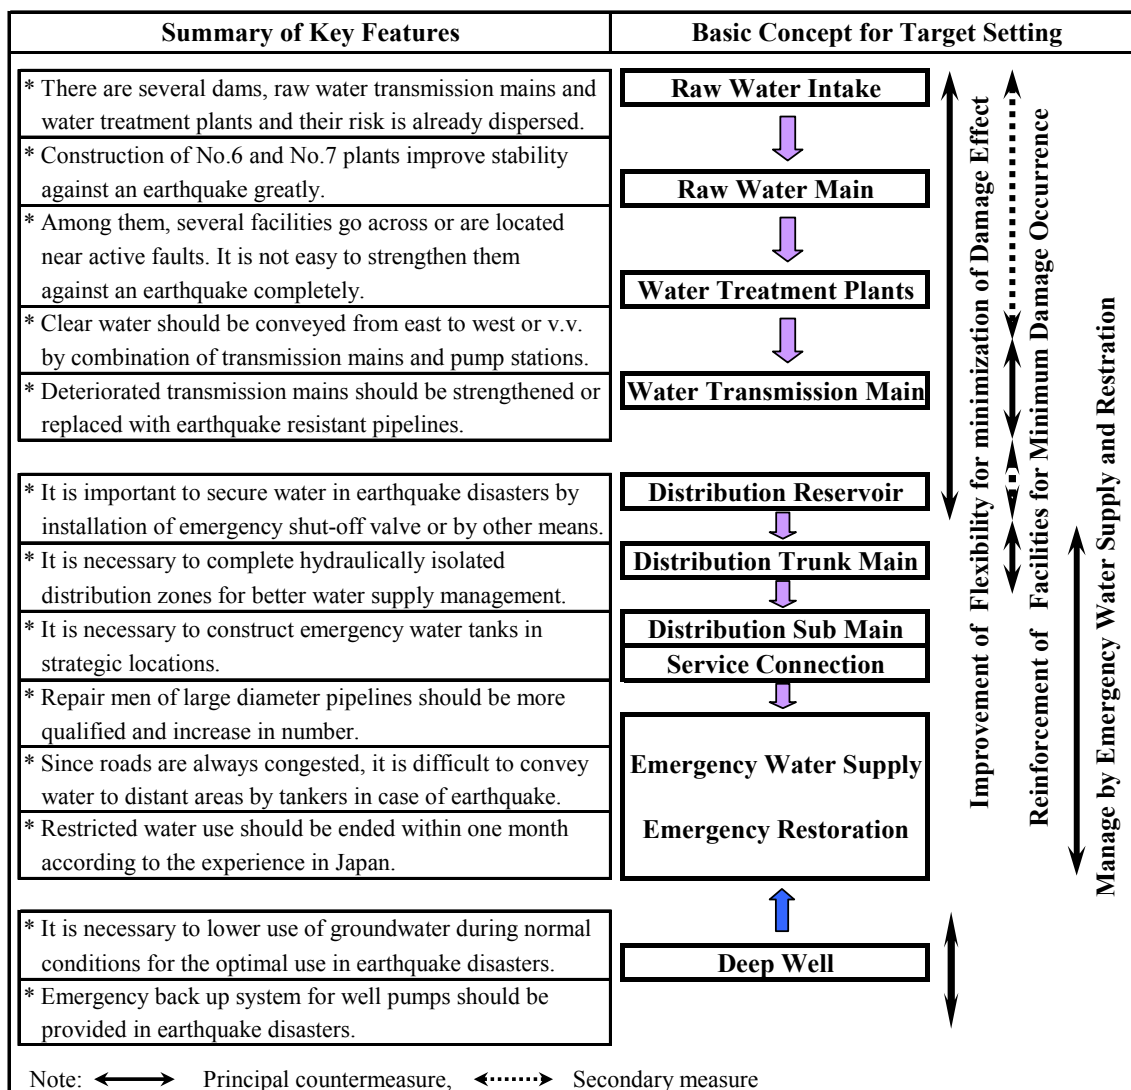 Summary of Key Features
Basic Concept for Target Setting
* There are several dams, raw water transmission mains and
water treatment plants and their risk is already dispersed.
* Construction of No.6 and No.7 plants improve stability
against an earthquake greatly.
* Among them, several facilities go across or are located
near active faults. It is not easy to strengthen them
against an earthquake completely.
* Clear water should be conveyed from east to west or v.v.
by combination of transmission mains and pump stations.
* Deteriorated transmission mains should be strengthened or
replaced with earthquake resistant pipelines.
* It is important to secure water in earthquake disasters by
installation of emergency shut-off valve or by other means.
* It is necessary to complete hydraulically isolated
distribution zones for better water supply management.
* It is necessary to construct emergency water tanks in
strategic locations.
* Repair men of large diameter pipelines should be more
qualified and increase in number.
* Since roads are always congested, it is difficult to convey
water to distant areas by tankers in case of earthquake.
* Restricted water use should be ended within one month
according to the experience in Japan.
* It is necessary to lower use of groundwater during normal
conditions for the optimal use in earthquake disasters.
* Emergency back up system for well pumps should be
provided in earthquake disasters.
Raw Water Intake
Raw Water Main
Water Treatment Plants
Water Transmission Main
Distribution Reservoir
Distribution Trunk Main
Distribution Sub Main
Service Connection
Emergency Water Supply
Emergency Restoration
Deep Well
Improvement of Flexibility for minimization of Damage Effect
Reinforcement of Facilities for Minimum Damage Occurrence
Manage by Emergency Water Supply and Restration
Note: Principal countermeasure, Secondary measure